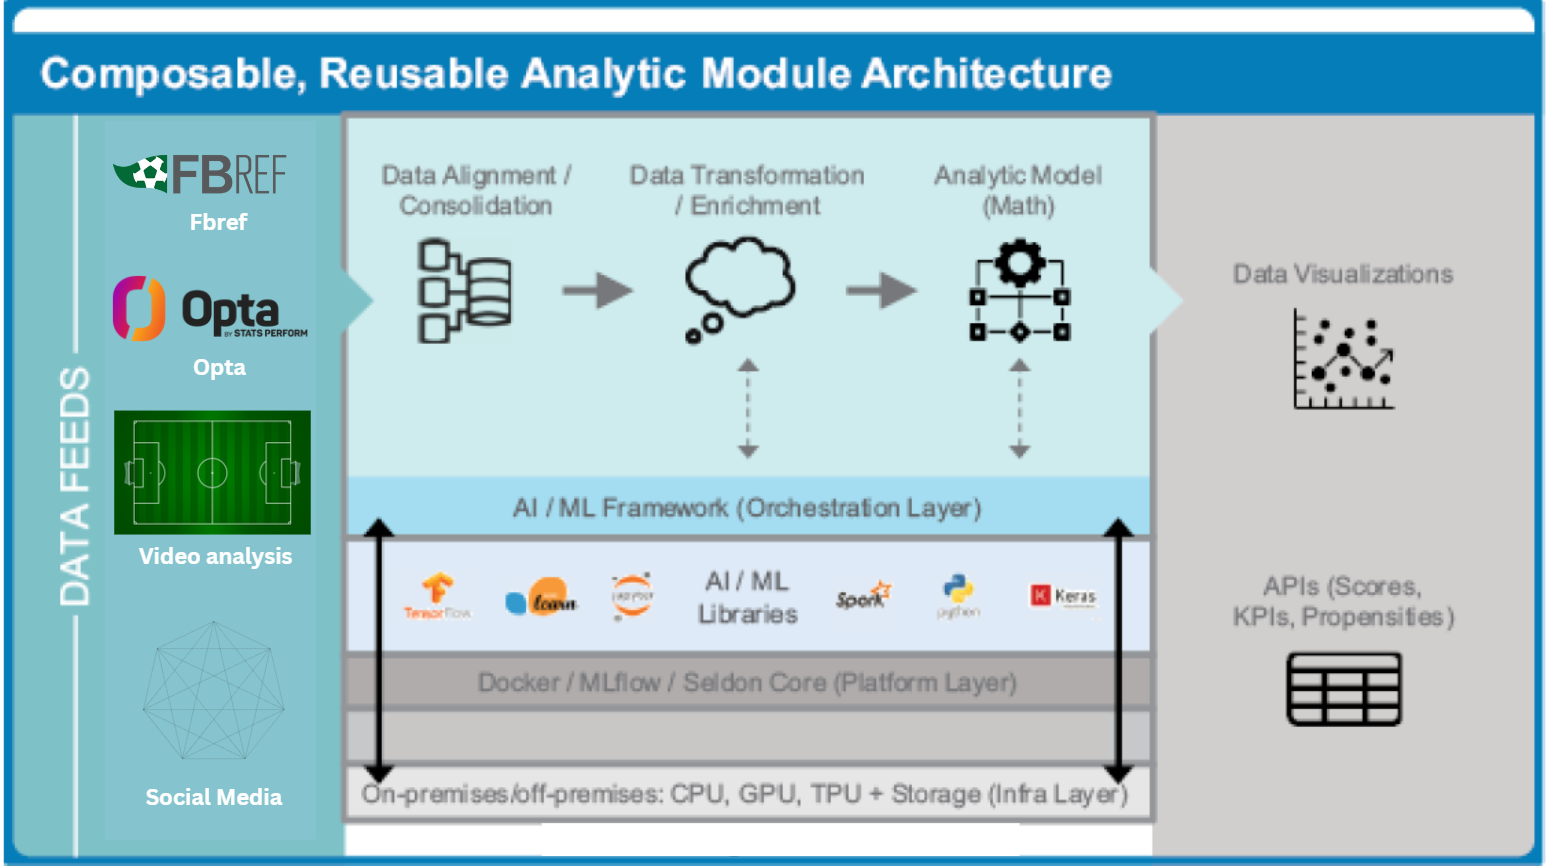 Composable, Reusable Analytic Module Architecture
DATA FEEDS
FBREF
Fbref
Opta
BY STATS PERFORM
Opta
Video analysis
Social Media
Data Alignment /
Consolidation
Data Transformation
/ Enrichment
Analytic Model
(Math)
AI / ML Framework (Orchestration Layer)
TensorFlow
learn
jupyter
AI / ML
Libraries
Spark
python
Keras
Docker / MLflow / Seldon Core (Platform Layer)
On-premises/off-premises: CPU, GPU, TPU + Storage (Infra Layer)
Data Visualizations
APIs (Scores,
KPIs, Propensities)